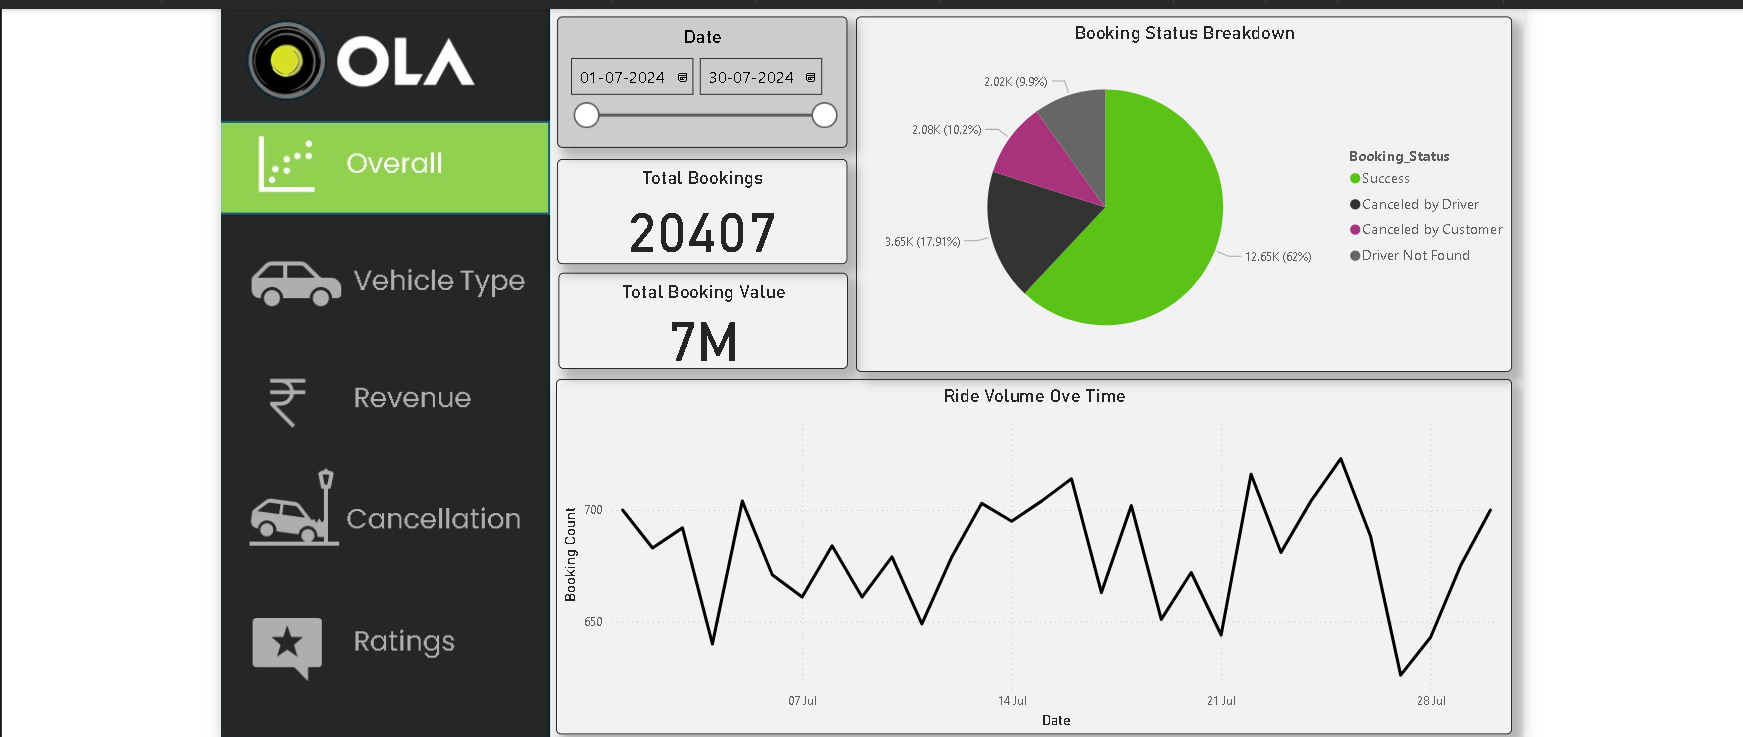 OLA
Overall
Vehicle Type
Revenue
Cancellation
Ratings
Date
01-07-2024
30-07-2024
Total Bookings
20407
Total Booking Value
7M
Booking Status Breakdown
2.02K (9.9%)
2.08K (10.2%)
3.65K (17.91%)
12.65K (62%)
Booking_Status
Success
Canceled by Driver
Canceled by Customer
Driver Not Found
Ride Volume Ove Time
Booking Count
700
650
07 Jul
14 Jul
21 Jul
28 Jul
Date